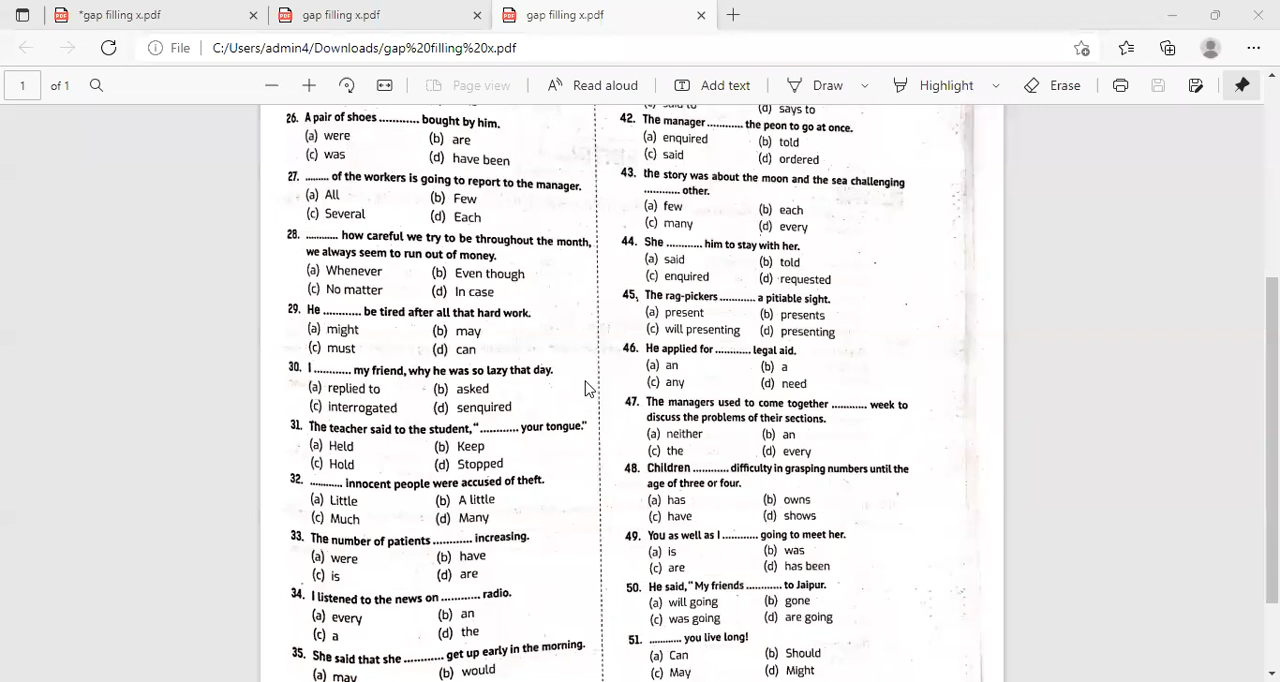 *gap filling x.pdf
gap filling x.pdf
gap filling x.pdf
File C:/Users/admin4/Downloads/gap%20filling%20x.pdf
1 of 1 Page view Read aloud Add text Draw Highlight Erase
26. A pair of shoes ............ bought by him.
(a) were (b) are
(c) was (d) have been
27. ......... of the workers is going to report to the manager.
(a) All (b) Few
(c) Several (d) Each
28. ............ how careful we try to be throughout the month,
we always seem to run out of money.
(a) Whenever (b) Even though
(c) No matter (d) In case
29. He ............ be tired after all that hard work.
(a) might (b) may
(c) must (d) can
30. I ............ my friend, why he was so lazy that day.
(a) replied to (b) asked
(c) interrogated (d) senquired
31. The teacher said to the student, "............ your tongue."
(a) Held (b) Keep
(c) Hold (d) Stopped
32. ............ innocent people were accused of theft.
(a) Little (b) A little
(c) Much (d) Many
33. The number of patients ............ increasing.
(a) were (b) have
(c) is (d) are
34. I listened to the news on ............ radio.
(a) every (b) an
(c) a (d) the
35. She said that she ............ get up early in the morning.
(a) may (b) would
(c) said to (d) says to
42. The manager ............ the peon to go at once.
(a) enquired (b) told
(c) said (d) ordered
43. the story was about the moon and the sea challenging
............ other.
(a) few (b) each
(c) many (d) every
44. She ............ him to stay with her.
(a) said (b) told
(c) enquired (d) requested
45, The rag-pickers ............ a pitiable sight.
(a) present (b) presents
(c) will presenting (d) presenting
46. He applied for ............ legal aid.
(a) an (b) a
(c) any (d) need
47. The managers used to come together ............ week to
discuss the problems of their sections.
(a) neither (b) an
(c) the (d) every
48. Children ............ difficulty in grasping numbers until the
age of three or four.
(a) has (b) owns
(c) have (d) shows
49. You as well as I ............ going to meet her.
(a) is (b) was
(c) are (d) has been
50. He said, "My friends ............ to Jaipur.
(a) will going (b) gone
(c) was going (d) are going
51. ............ you live long!
(a) Can (b) Should
(c) May (d) Might